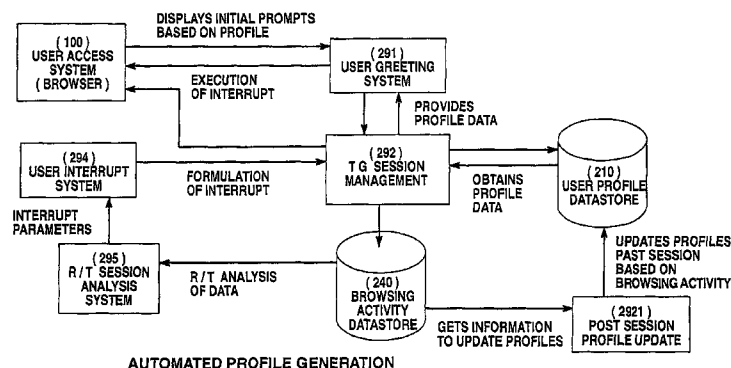 DISPLAYS INITIAL PROMPTS
BASED ON PROFILE
(100)
USER ACCESS
SYSTEM
(BROWSER)
(291)
USER GREETING
SYSTEM
EXECUTION
OF INTERRUPT
PROVIDES
PROFILE DATA
(294)
USER INTERRUPT
SYSTEM
FORMULATION
OF INTERRUPT
(292)
T G SESSION
MANAGEMENT
OBTAINS
PROFILE
DATA
(210)
USER PROFILE
DATASTORE
INTERRUPT
PARAMETERS
(295)
R/T SESSION
ANALYSIS
SYSTEM
R/T ANALYSIS
OF DATA
(240)
BROWSING
ACTIVITY
DATASTORE
UPDATES PROFILES
PAST SESSION
BASED ON
BROWSING ACTIVITY
GETS INFORMATION
TO UPDATE PROFILES
(2921)
POST SESSION
PROFILE UPDATE
AUTOMATED PROFILE GENERATION